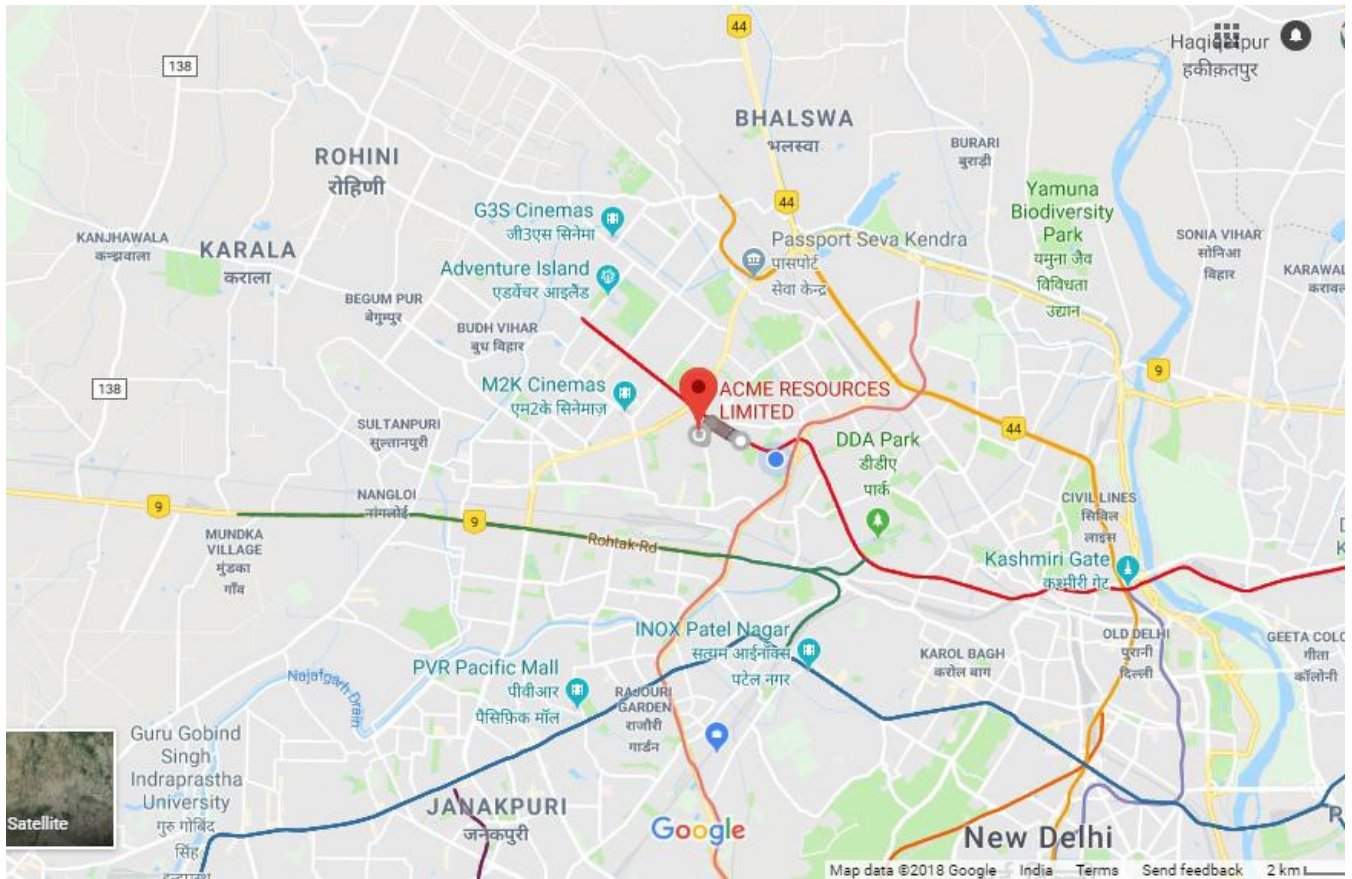 44
138
Haqiqatpur
हकीक़तपुर
BHALSWA
भलस्वा
BURARI
बुराड़ी
ROHINI
रोहिणी
44
Yamuna
Biodiversity
Park
यमुना जैव
विविधता
उद्यान
G3S Cinemas
जी3एस सिनेमा
KANJHAWALA
कन्झवाला
KARALA
कराला
Passport Seva Kendra
पासपोर्ट
सेवा केन्द्र
SONIA VIHAR
सोनिआ
विहार
Adventure Island
एडवेंचर आइलैंड
KARAWAL
करावल
BEGUM PUR
बेगुमपुर
BUDH VIHAR
बुध विहार
138
9
M2K Cinemas
एम2के सिनेमाज़
ACME RESOURCES
LIMITED
SULTANPURI
सुल्तानपुरी
44
DDA Park
डीडीए
पार्क
NANGLOI
नांगलोई
9
9
CIVIL LINES
सिविल
लाइंस
MUNDKA
VILLAGE
मुंडका
गाँव
Rohtak Rd
Kashmiri Gate
कश्मीरी गेट
INOX Patel Nagar
सत्यम आईनॉक्स
पटेल नगर
OLD DELHI
पुरानी
दिल्ली
GEETA COLO
गीता
कॉलोनी
KAROL BAGH
करोल बाग
PVR Pacific Mall
पीवीआर
पैसिफ़िक मॉल
Najafgarh Drain
RAJOURI
GARDEN
राजौरी
गार्डन
Guru Gobind
Singh
Indraprastha
University
गुरु गोबिंद
सिंह
Satellite
JANAKPURI
जनकपुरी
Google
New Delhi
Map data ©2018 Google
India
Terms
Send feedback
2 km